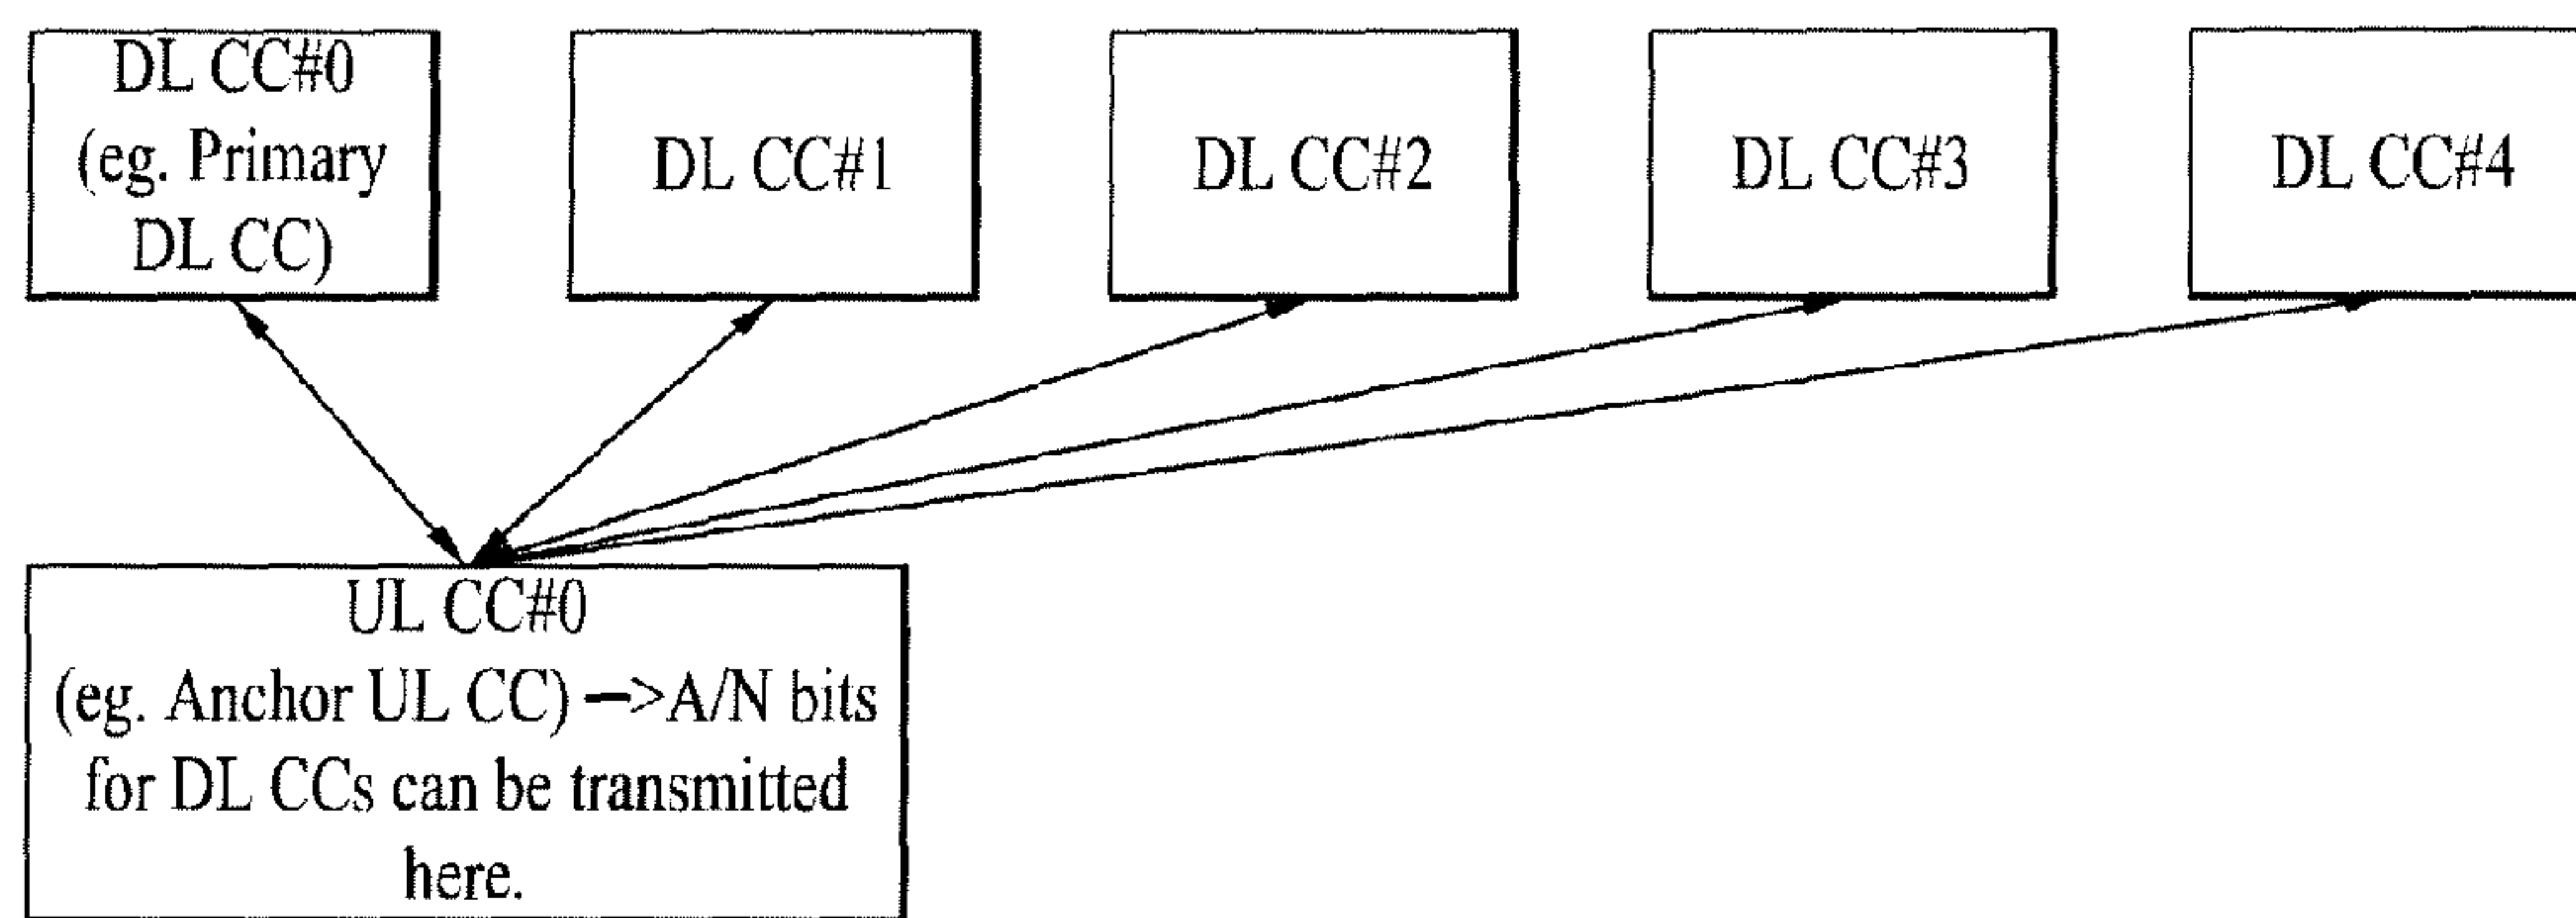 DL CC#0
(eg. Primary
DL CC)
DL CC#1
DL CC#2
DL CC#3
DL CC#4
UL CC#0
(eg. Anchor UL CC) —>A/N bits
for DL CCs can be transmitted
here.